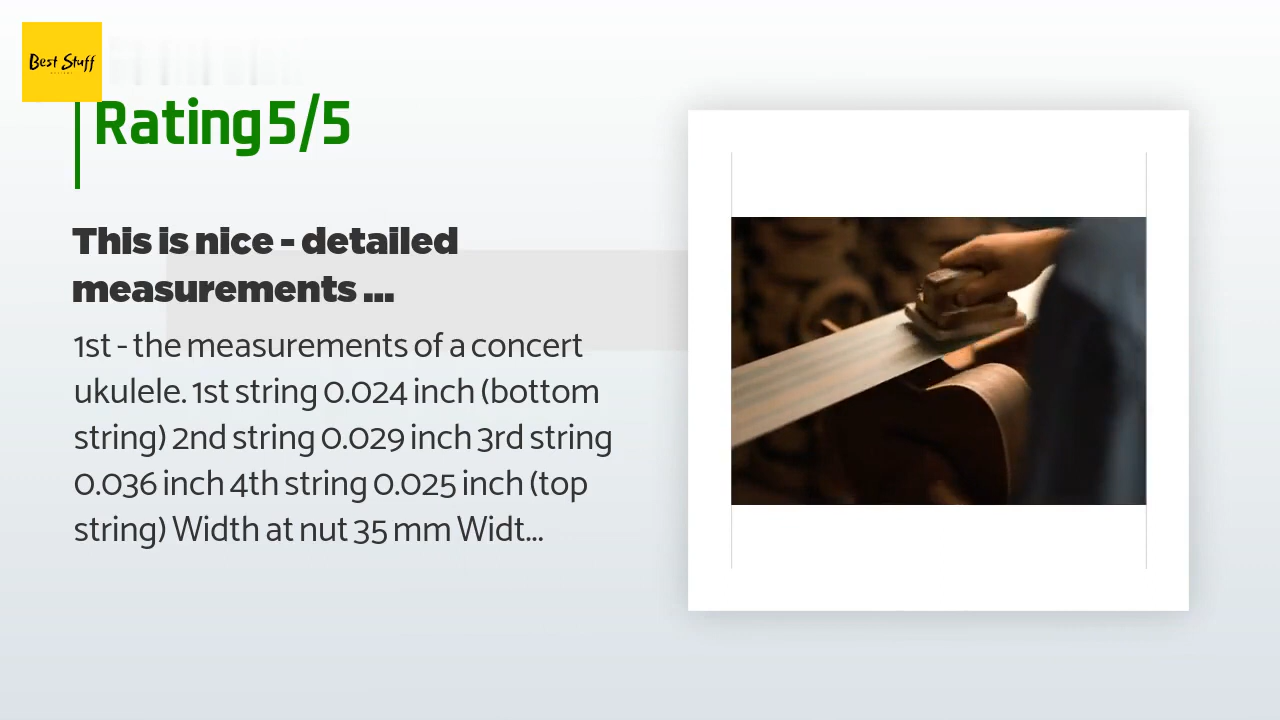 Best Stuff
Rating 5/5
This is nice - detailed
measurements ...
1st - the measurements of a concert
ukulele. 1st string 0.024 inch (bottom
string) 2nd string 0.029 inch 3rd string
0.036 inch 4th string 0.025 inch (top
string) Width at nut 35 mm Widt...